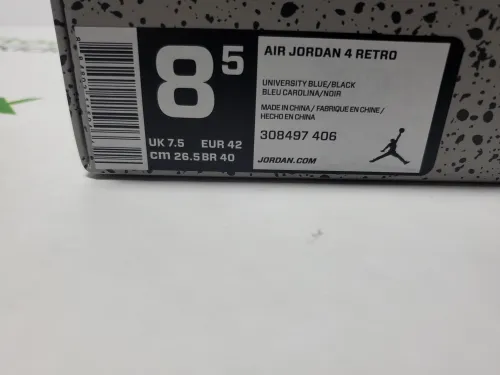 8 5
UK 7.5 EUR 42
cm 26.5 BR 40
AIR JORDAN 4 RETRO
UNIVERSITY BLUE/BLACK
BLEU CAROLINA/NOIR
MADE IN CHINA / FABRIQUE EN CHINE /
HECHO EN CHINA
308497 406
JORDAN.COM